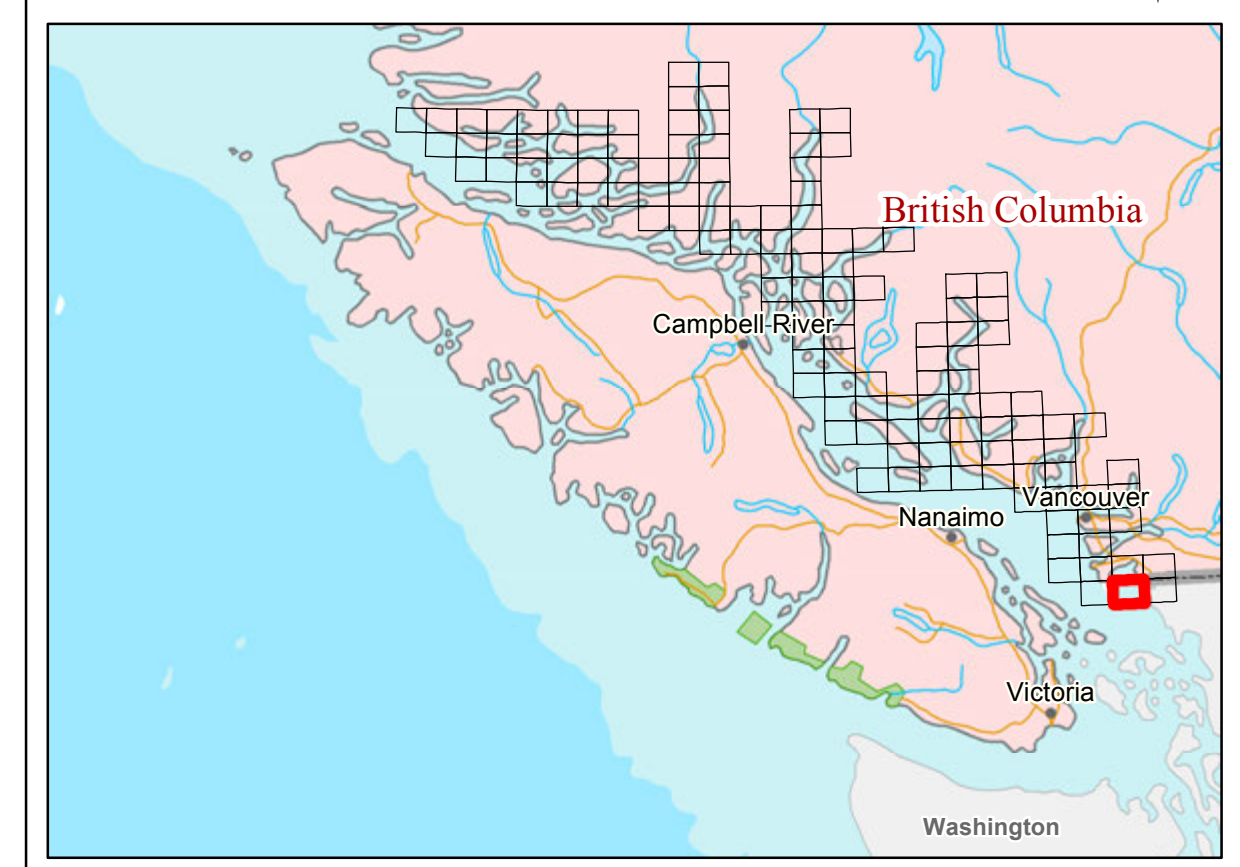 British Columbia
Campbell River
Vancouver
Nanaimo
Victoria
Washington